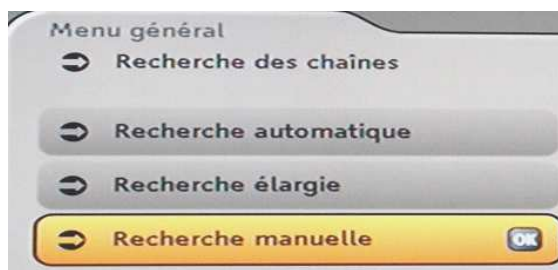 Menu général
Recherche des chaînes
Recherche automatique
Recherche élargie
Recherche manuelle OK